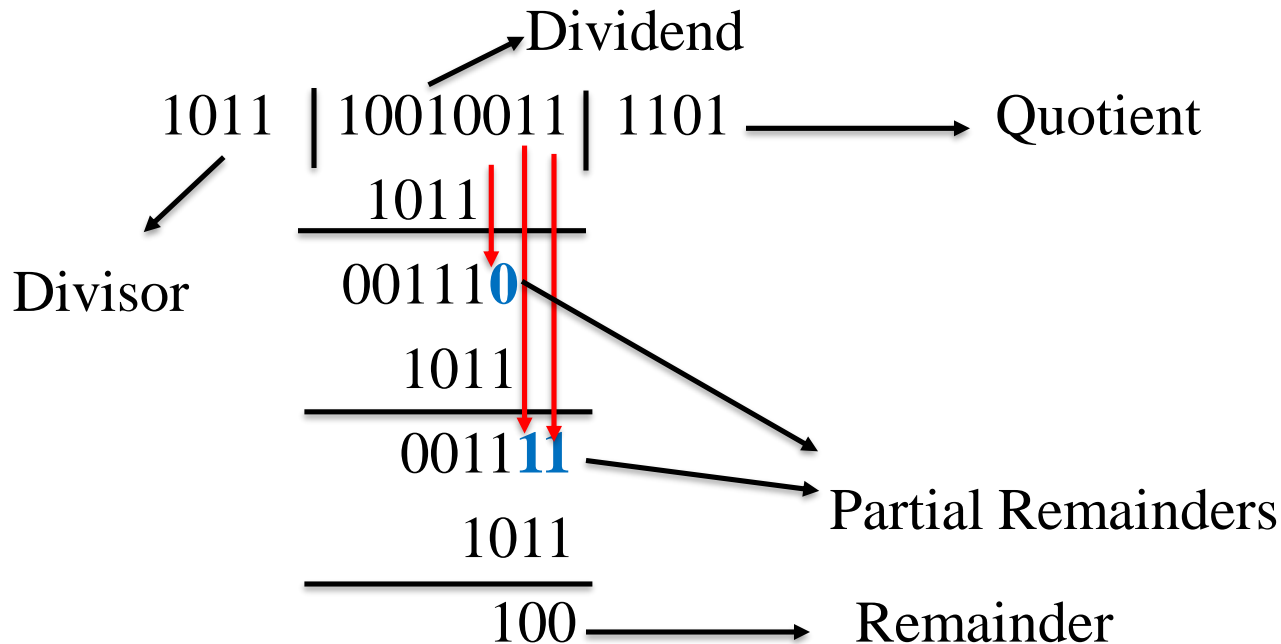 Dividend
1011 10010011 1101 Quotient
1011
001110
Divisor
1011
001111
Partial Remainders
1011
100 Remainder